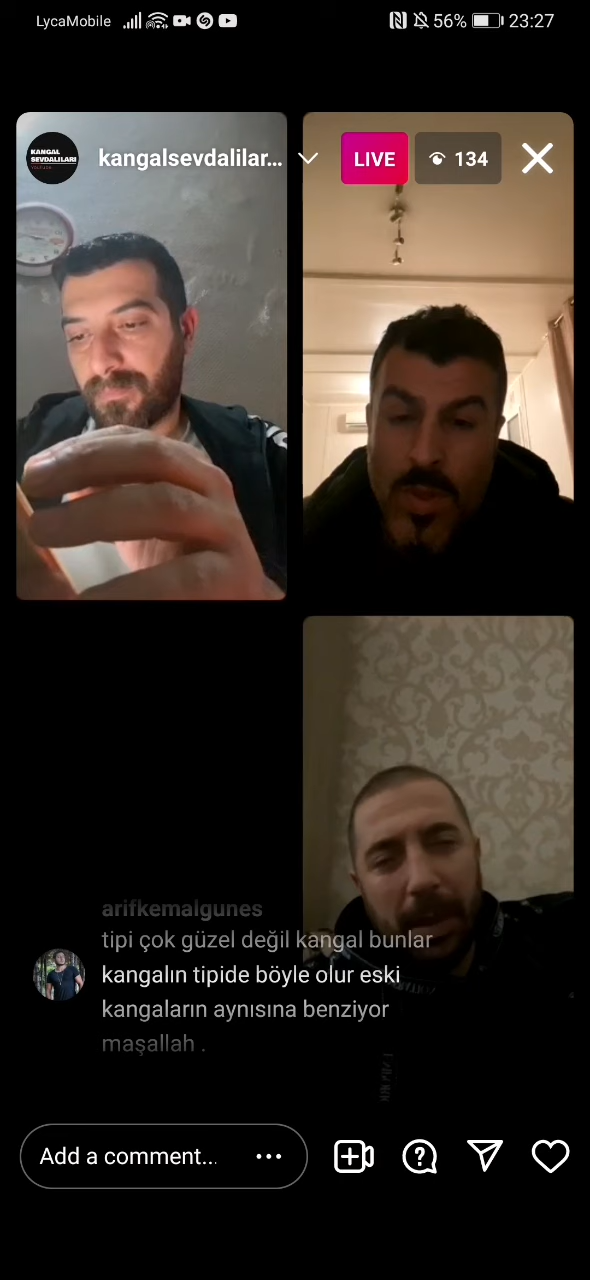 LycaMobile
56%
23:27
KANGAL
SEVDALILARI
YouTube
kangalsevdalilar...
LIVE
134
arifkemalgunes
tipi çok güzel değil kangal bunlar
kangalın tipide böyle olur eski
kangaların aynısına benziyor
maşallah .
Add a comment...